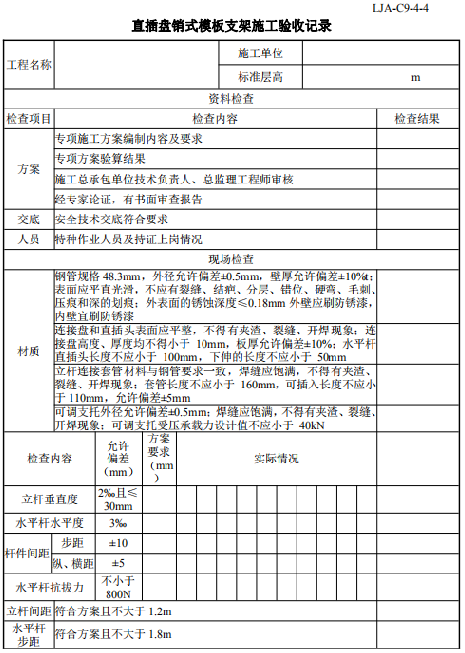 LJA-C9-4-4
直插盘销式模板支架施工验收记录
工程名称
施工单位
标准层高
m
资料检查
检查项目
检查内容
检查结果
方案
专项施工方案编制内容及要求
专项方案验算结果
施工总承包单位技术负责人、总监理工程师审核
经专家论证，有书面审查报告
交底
安全技术交底符合要求
人员
特种作业人员及持证上岗情况
现场检查
材质
钢管规格 48.3mm，外径允许偏差±0.5mm，壁厚允许偏差±10%t；
表面应平直光滑，不应有裂缝、结疤、分层、错位、硬弯、毛刺、
压痕和深的划痕；外表面的锈蚀深度≤0.18mm 外壁应刷防锈漆，
内壁宜刷防锈漆
连接盘和直插头表面应平整，不得有夹渣、裂缝、开焊现象；连
接盘高度、厚度均不得小于 10mm，板厚允许偏差±10%；水平杆
直插头长度不应小于 100mm，下伸的长度不应小于 50mm
立杆连接套管材料与钢管要求一致，焊缝应饱满，不得有夹渣、
裂缝、开焊现象；套管长度不应小于 160mm，可插入长度不应小
于 110mm，允许偏差±5mm
可调支托外径允许偏差±0.5mm；焊缝应饱满，不得有夹渣、裂缝、
开焊现象；可调支托受压承载力设计值不应小于 40kN
检查内容
允许
偏差
（mm）
方案
要求
（mm
）
实际情况
立杆垂直度
2‰且≤
30mm
水平杆水平度
3‰
杆件间距
步距
±10
纵、横距
±5
水平杆抗拔力
不小于
800N
立杆间距
符合方案且不大于 1.2m
水平杆
步距
符合方案且不大于 1.8m